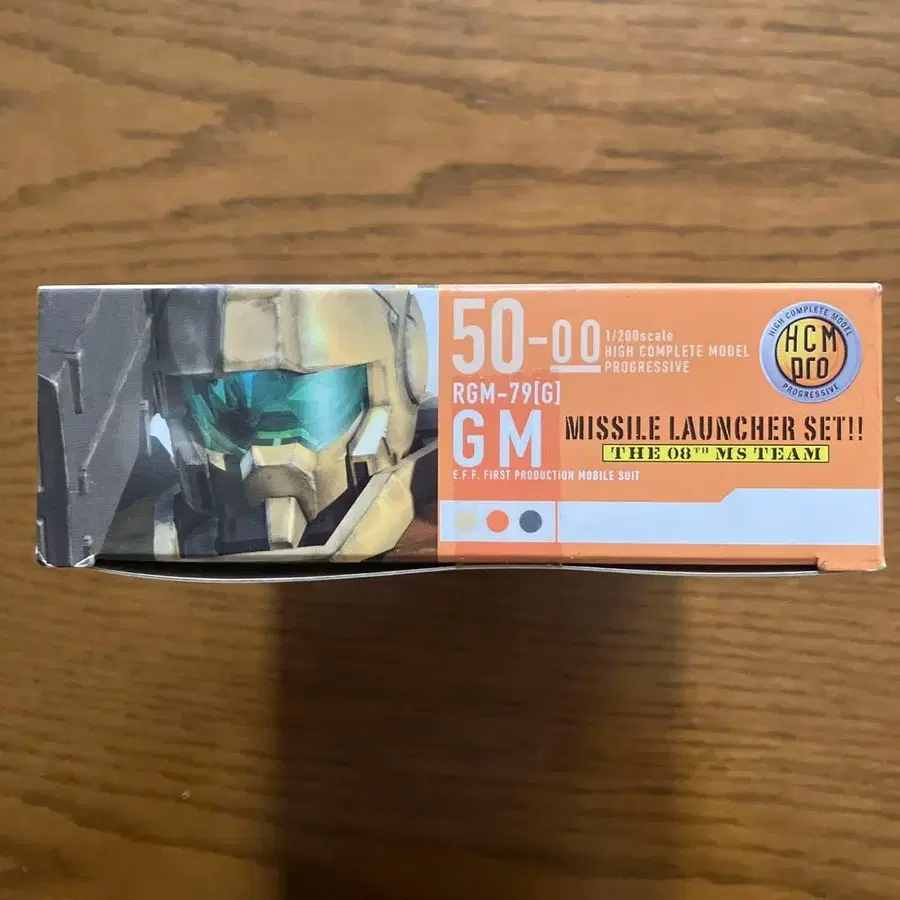 50-00
1/200scale
HIGH COMPLETE MODEL
PROGRESSIVE
RGM-79[G]
GM
E.F.F. FIRST PRODUCTION MOBILE SUIT
MISSILE LAUNCHER SET!!
THE 08TH MS TEAM
HIGH COMPLETE MODEL
HCM
pro
PROGRESSIVE